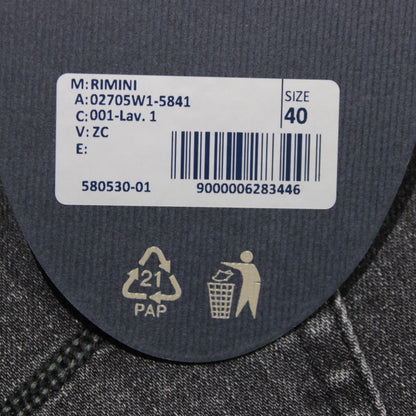 M: RIMINI
A: 02705W1-5841
C: 001-Lav. 1
V: ZC
E:
SIZE
40
580530-01
9000006283446
21
PAP